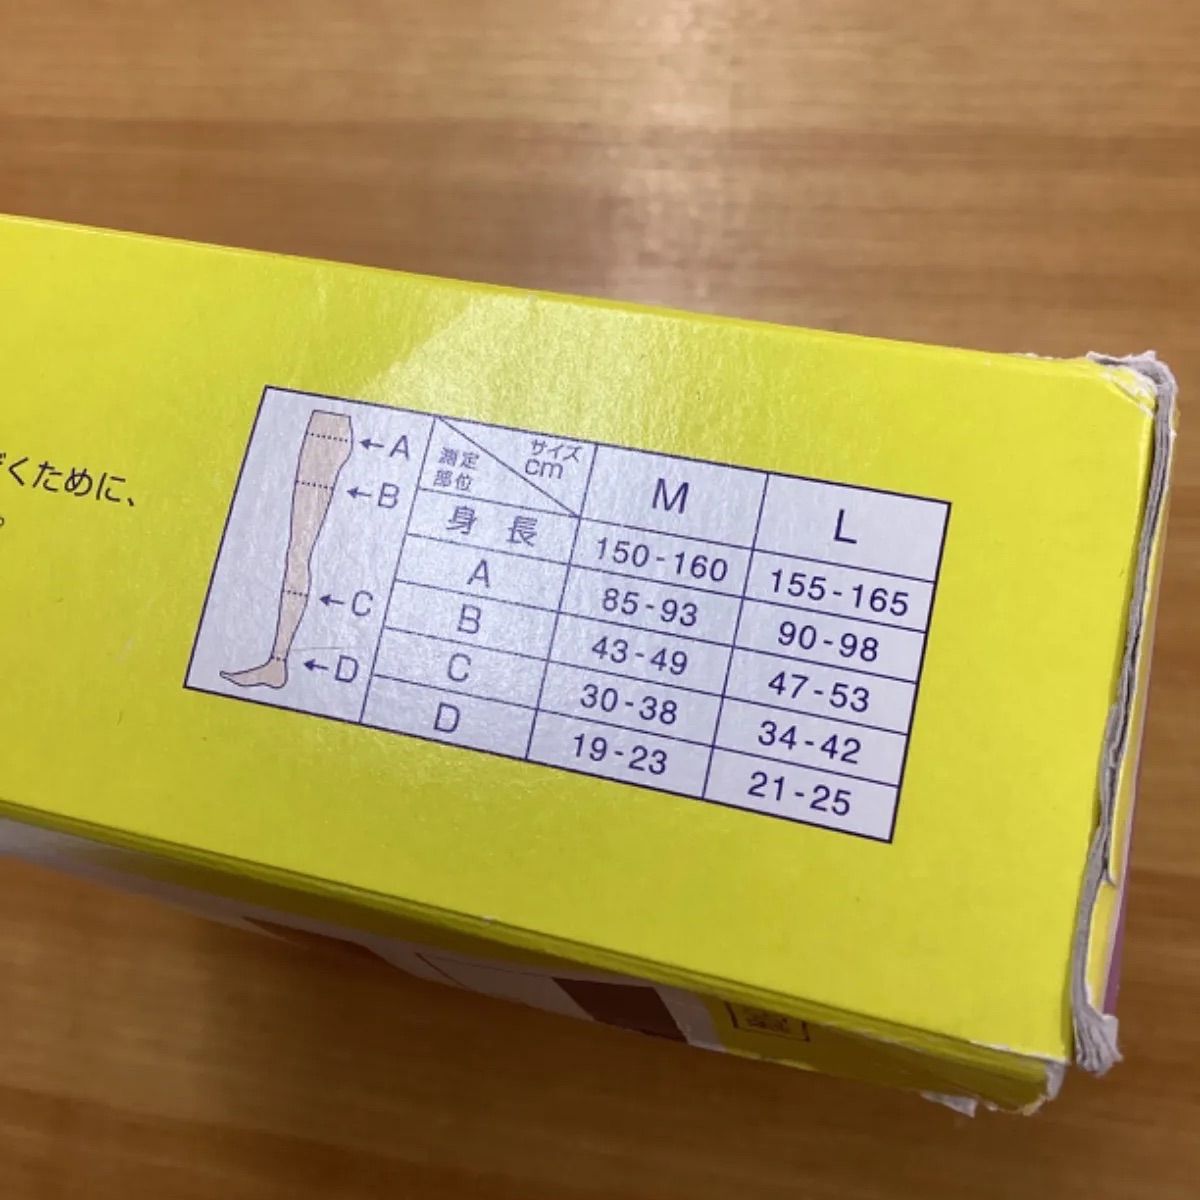 くために、
。
←A
←B
←C
←D
サイズ
cm
測定
部位
M L
身長 150-160 155-165
A 85-93 90-98
B 43-49 47-53
C 30-38 34-42
D 19-23 21-25